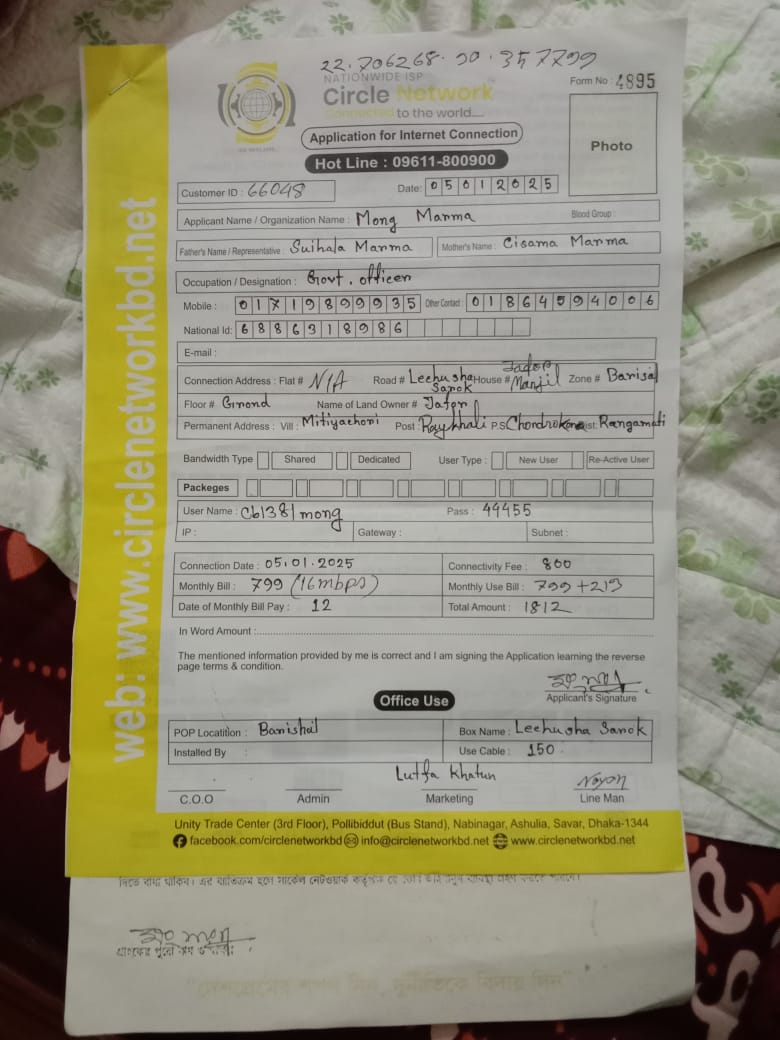 22.706268.90.357799
NATIONWIDE ISP
Circle Network
Connected to the world....
Form No : 4895
Application for Internet Connection
Photo
Hot Line : 09611-800900
Customer ID : 66048
Date: 05012025
Applicant Name / Organization Name : Mong Marma Blood Group :
Father's Name / Representative : Suihala Marma Mother's Name : Cisama Marma
Occupation / Designation : Govt. officer
Mobile : 01719899935 Other Contact : 01864594006
National Id: 6886318986
E-mail :
Connection Address : Flat # N/A Road # Leechusha Sarok House # Jafor Manjil Zone # Barisal
Floor # Grond Name of Land Owner # Jafor
Permanent Address : Vill : Mitiyachori Post : Raykhali P.S Chondrokona Dist: Rangamati
Bandwidth Type Shared Dedicated User Type : New User Re-Active User
Packeges
User Name : Cb1381mong Pass : 44455
IP : Gateway : Subnet :
Connection Date : 05.01.2025 Connectivity Fee : 800
Monthly Bill : 799 (16mbps) Monthly Use Bill : 799+213
Date of Monthly Bill Pay : 12 Total Amount : 1812
In Word Amount :
The mentioned information provided by me is correct and I am signing the Application learning the reverse
page terms & condition.
Applicant's Signature
Office Use
POP Locatition : Barishal Box Name : Leechusha Sarok
Installed By : Use Cable : 150
Lutfa Khatun Nayon
C.O.O Admin Marketing Line Man
Unity Trade Center (3rd Floor), Pollibiddut (Bus Stand), Nabinagar, Ashulia, Savar, Dhaka-1344
facebook.com/circlenetworkbd info@circlenetworkbd.net www.circlenetworkbd.net
web: www.circlenetworkbd.net
"দেশপ্রেমের শপথ নিন, দুর্নীতিকে বিদায় দিন"